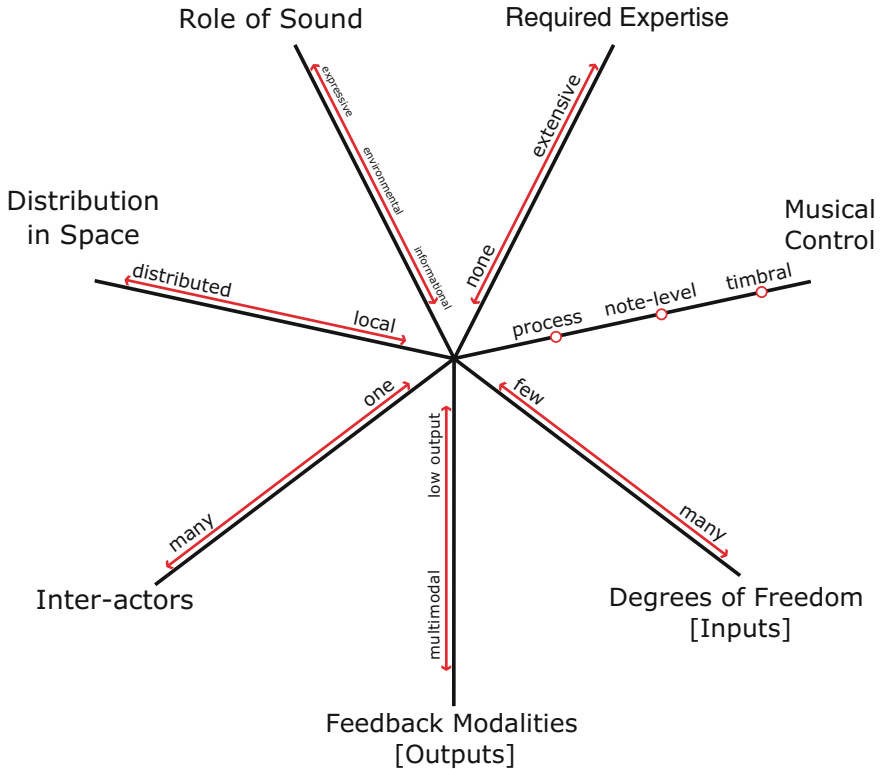 Role of Sound
Required Expertise
expressive
environmental
informational
extensive
none
Distribution
in Space
distributed
local
Musical
Control
process
note-level
timbral
one
many
Inter-actors
low output
multimodal
Feedback Modalities
[Outputs]
few
many
Degrees of Freedom
[Inputs]